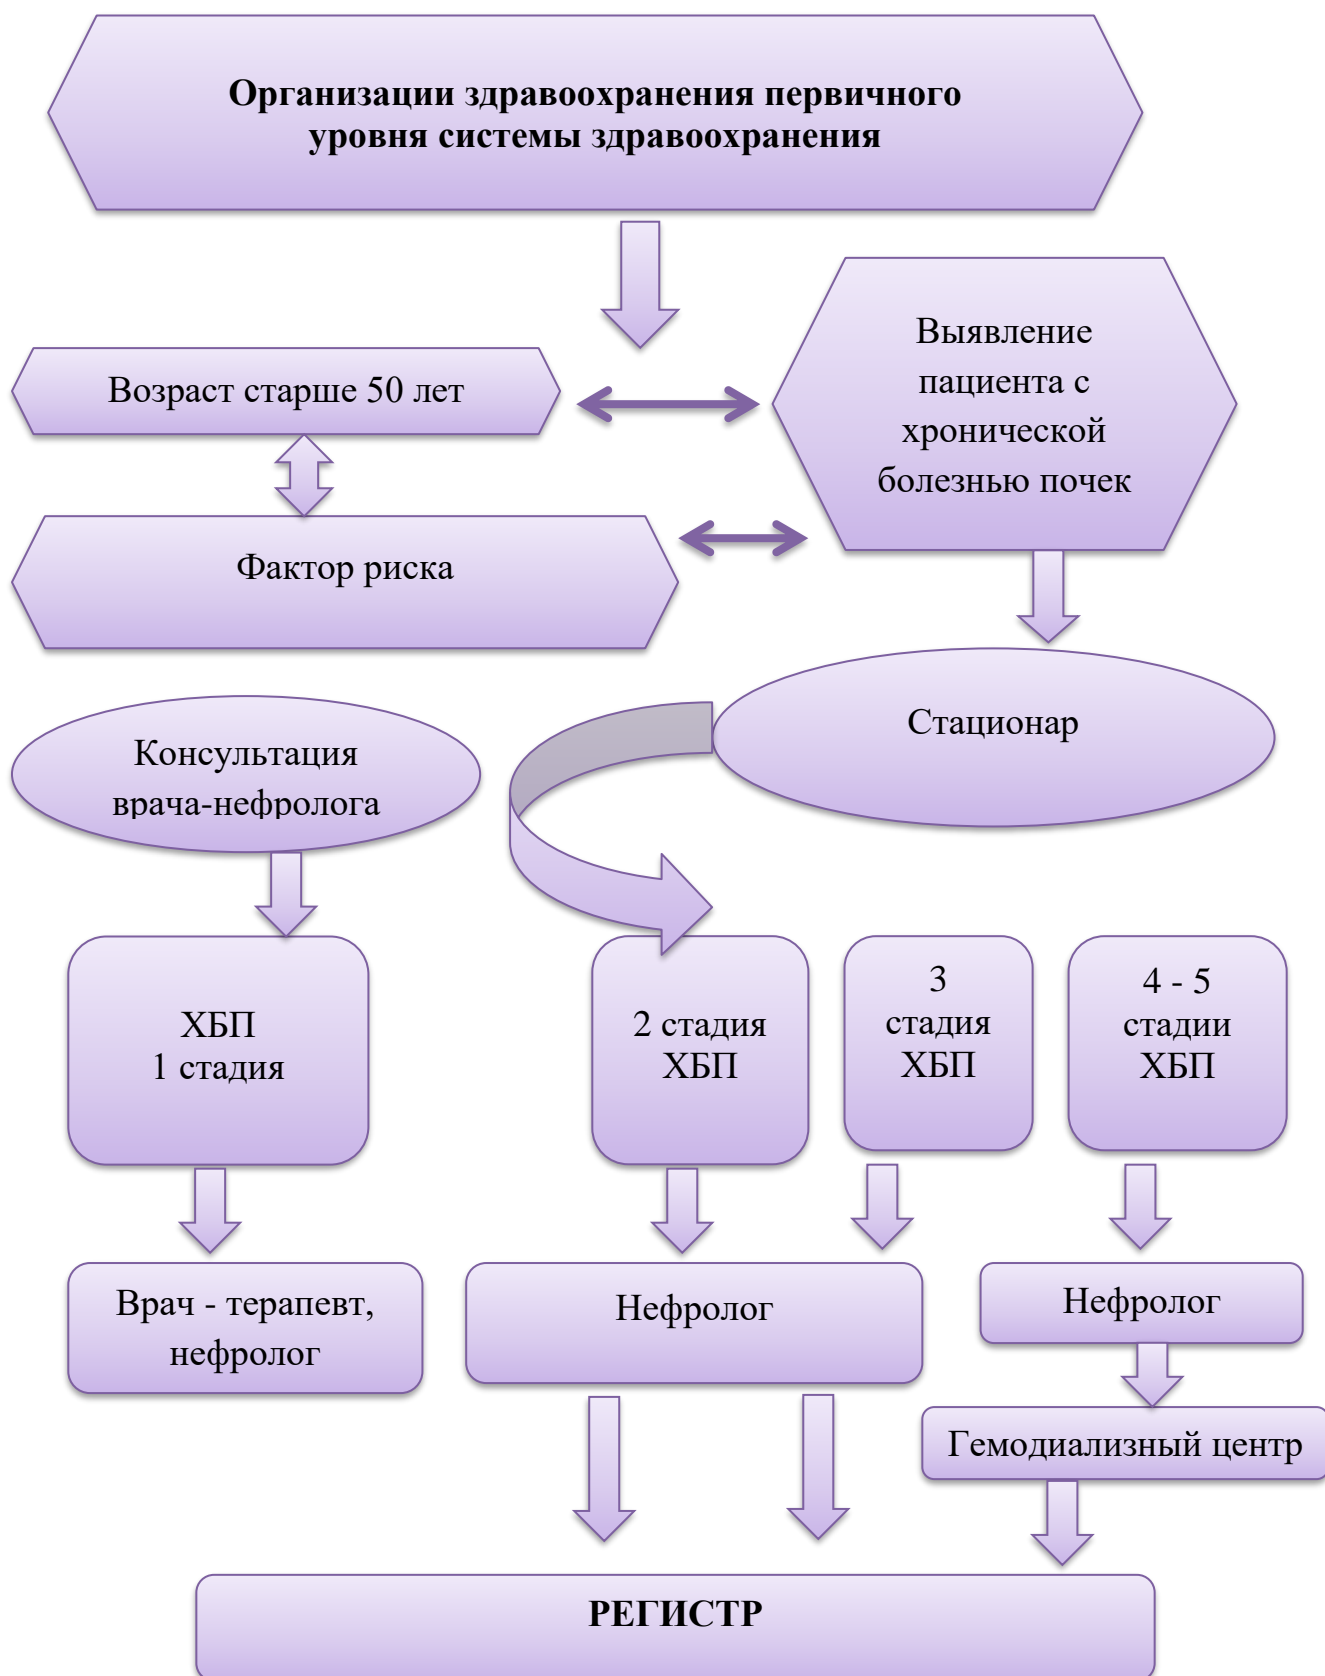 Организации здравоохранения первичного
уровня системы здравоохранения
Выявление
пациента с
хронической
болезнью почек
Возраст старше 50 лет
Фактор риска
Стационар
Консультация
врача-нефролога
ХБП
1 стадия
2 стадия
ХБП
3
стадия
ХБП
4 - 5
стадии
ХБП
Врач - терапевт,
нефролог
Нефролог
Нефролог
Гемодиализный центр
РЕГИСТР